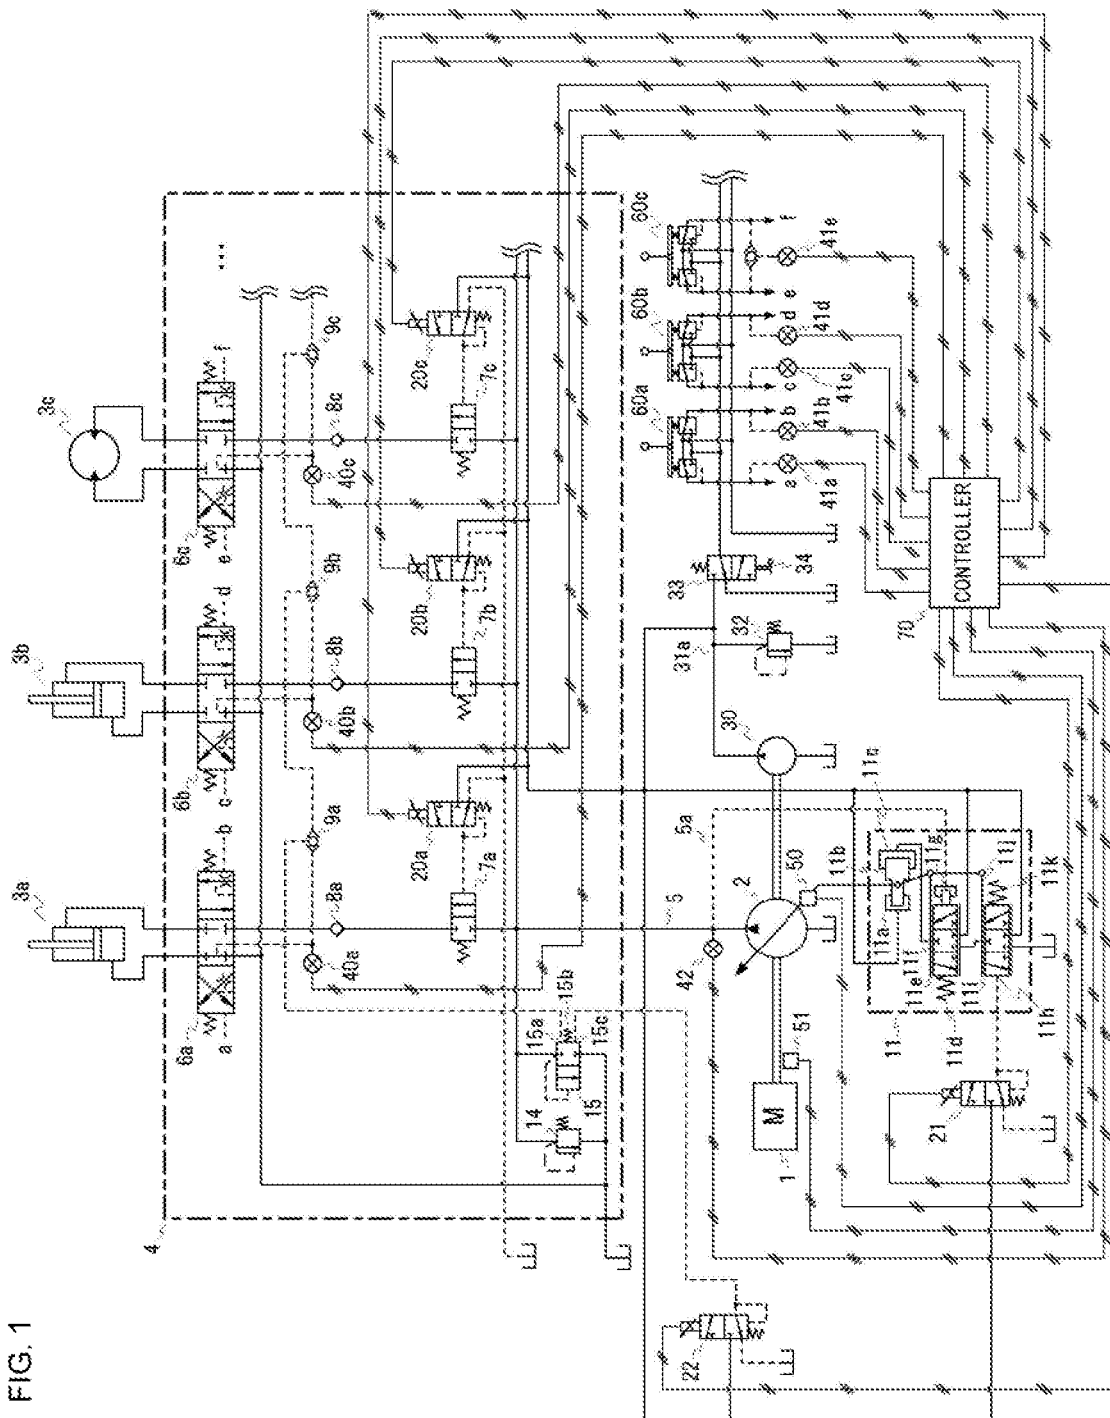 FIG. 1
4
3a
3b
3c
6a
a
b
6b
c
d
6c
e
f
...
9a
9b
9c
8a
8b
8c
40a
40b
40c
20a
20b
20c
7a
7b
7c
15a
15b
15c
14
15
60a
60b
60c
a
b
c
d
e
f
41a
41b
41c
41d
41e
33
34
32
31a
30
5a
5
42
2
50
M
1
51
11
11a
11b
11c
11d
11e
11f
11g
11h
11i
11j
11k
21
22
70
CONTROLLER